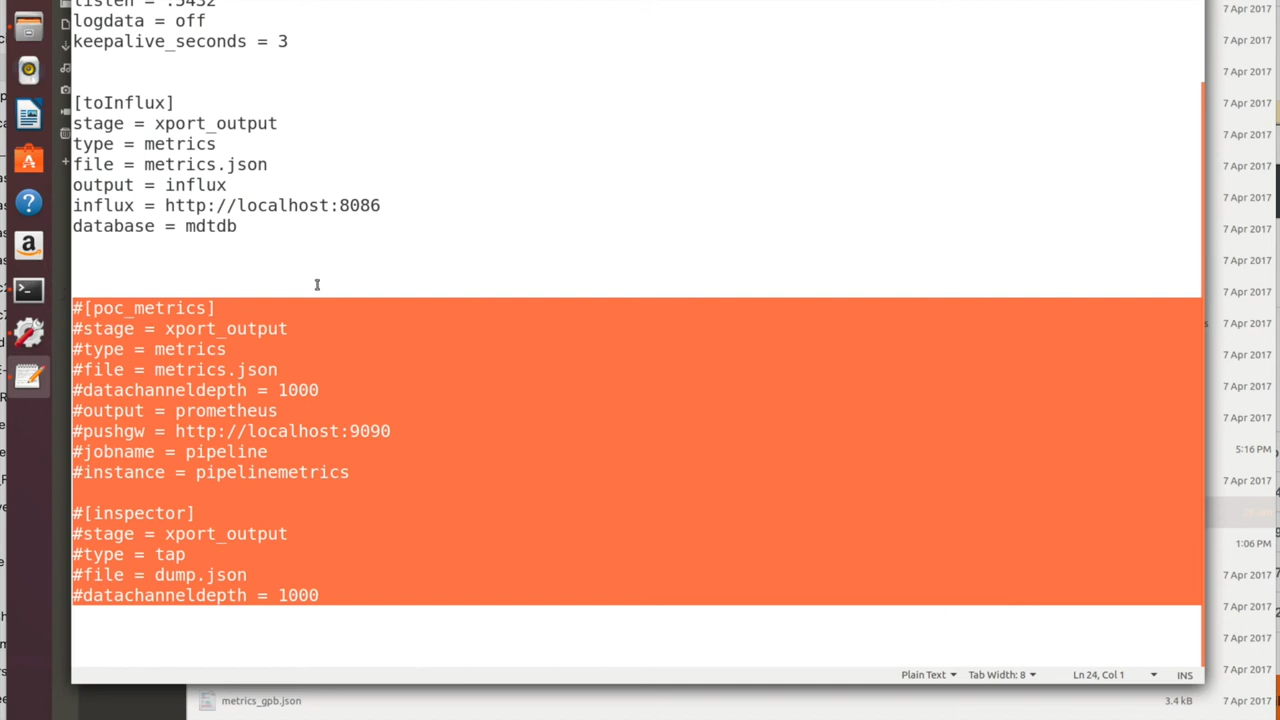 listen = :5432
logdata = off
keepalive_seconds = 3
[toInflux]
stage = xport_output
type = metrics
file = metrics.json
output = influx
influx = http://localhost:8086
database = mdtdb
#[poc_metrics]
#stage = xport_output
#type = metrics
#file = metrics.json
#datachanneldepth = 1000
#output = prometheus
#pushgw = http://localhost:9090
#jobname = pipeline
#instance = pipelinemetrics
#[inspector]
#stage = xport_output
#type = tap
#file = dump.json
#datachanneldepth = 1000
Plain Text Tab Width: 8 Ln 24, Col 1 INS
metrics_gpb.json 3.4 kB
7 Apr 2017
7 Apr 2017
7 Apr 2017
7 Apr 2017
7 Apr 2017
7 Apr 2017
7 Apr 2017
7 Apr 2017
7 Apr 2017
7 Apr 2017
7 Apr 2017
7 Apr 2017
7 Apr 2017
7 Apr 2017
5:16 PM
7 Apr 2017
1:06 PM
7 Apr 2017
7 Apr 2017
7 Apr 2017
7 Apr 2017
7 Apr 2017